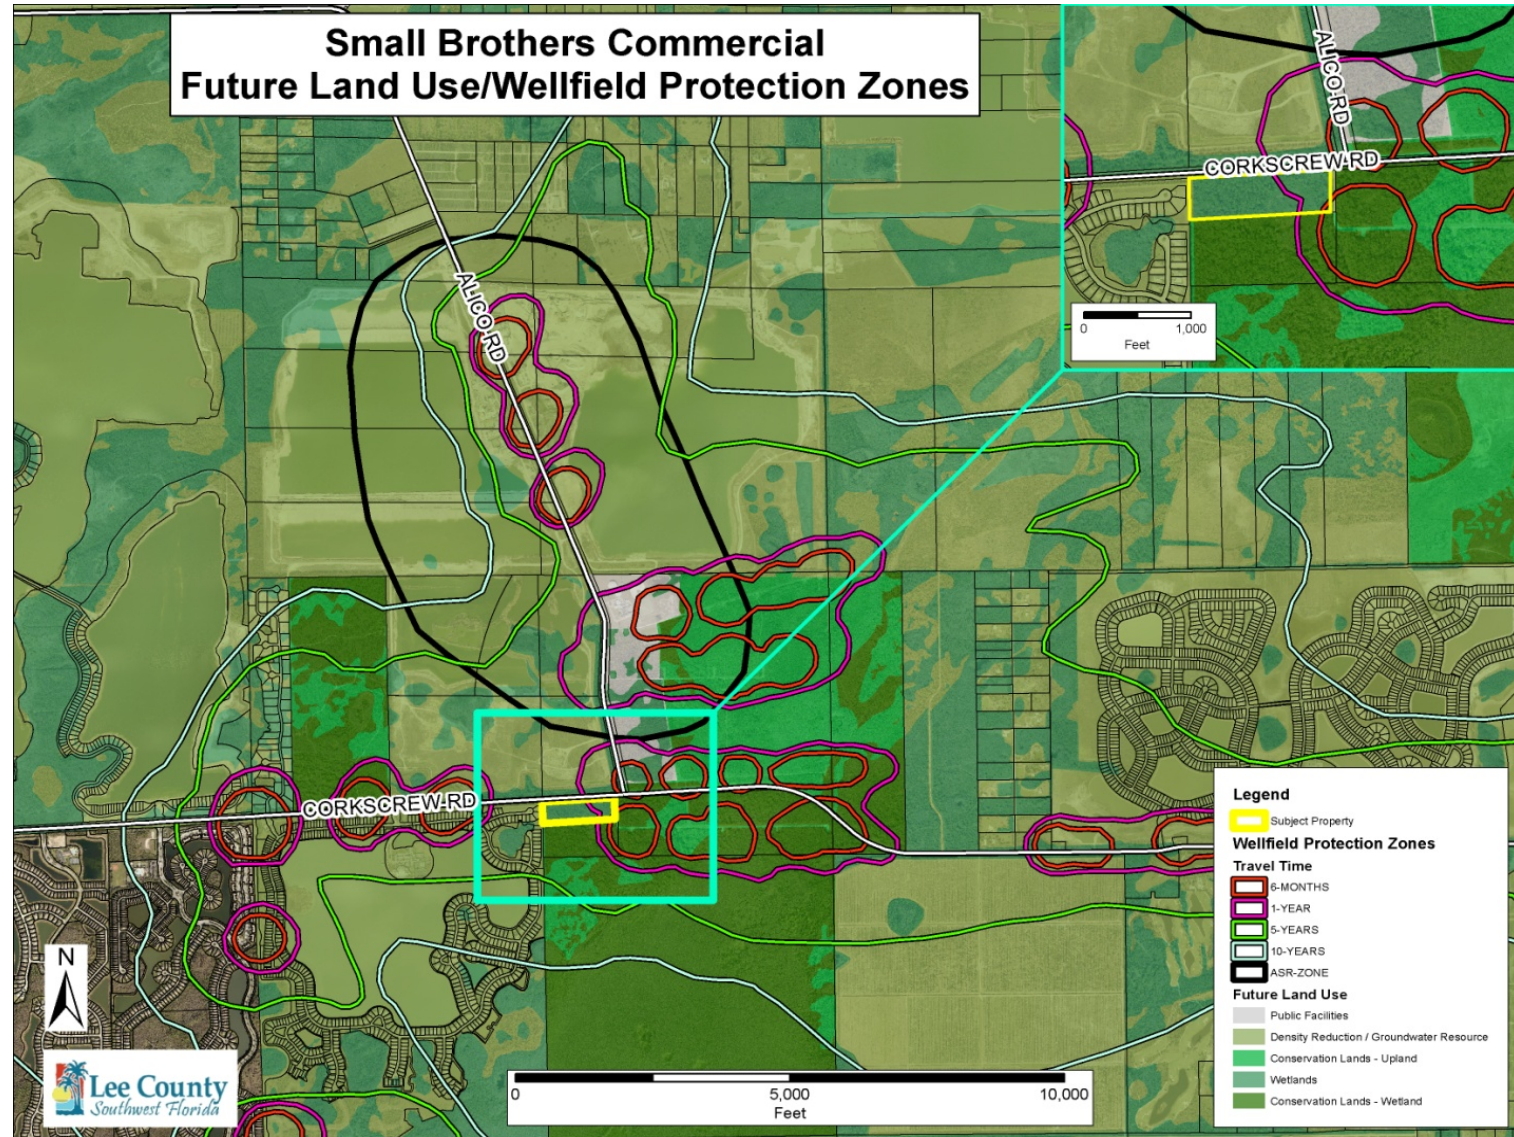 Small Brothers Commercial
Future Land Use/Wellfield Protection Zones
ALICO RD
CORKSCREW RD
0 1,000
Feet
ALICO RD
CORKSCREW RD
Legend
Subject Property
Wellfield Protection Zones
Travel Time
6-MONTHS
1-YEAR
5-YEARS
10-YEARS
ASR-ZONE
Future Land Use
Public Facilities
Density Reduction / Groundwater Resource
Conservation Lands - Upland
Wetlands
Conservation Lands - Wetland
N
Lee County
Southwest Florida
0 5,000 10,000
Feet